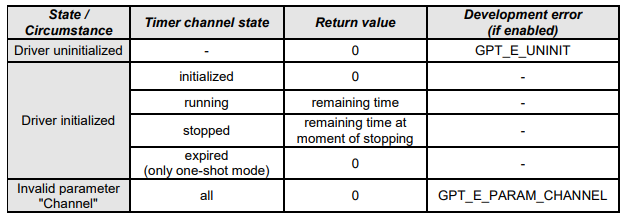 State /
Circumstance
Timer channel state
Return value
Development error
(if enabled)
Driver uninitialized
-
0
GPT_E_UNINIT
Driver initialized
initialized
0
-
running
remaining time
-
stopped
remaining time at
moment of stopping
-
expired
(only one-shot mode)
0
-
Invalid parameter
"Channel"
all
0
GPT_E_PARAM_CHANNEL